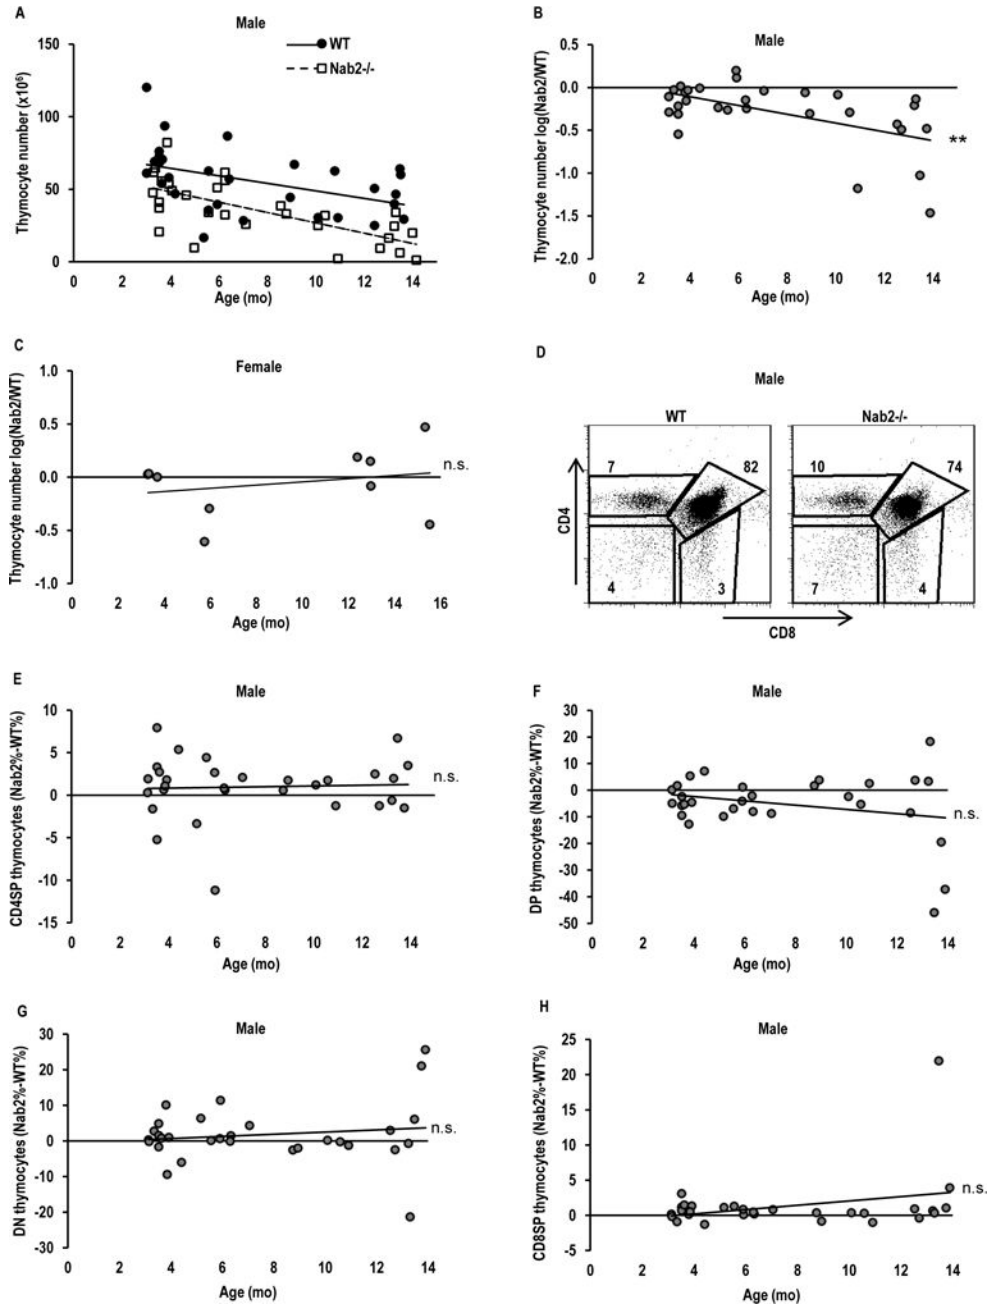 A
Male
Thymocyte number (x10⁶)
150
100
50
0
WT
Nab2-/-
0 2 4 6 8 10 12 14
Age (mo)
B
Male
Thymocyte number log(Nab2/WT)
0.5
0.0
-0.5
-1.0
-1.5
-2.0
**
0 2 4 6 8 10 12 14
Age (mo)
C
Female
Thymocyte number log(Nab2/WT)
1.0
0.5
0.0
-0.5
-1.0
n.s.
0 2 4 6 8 10 12 14 16
Age (mo)
D
Male
WT
Nab2-/-
7 82
4 3
10 74
7 4
CD4
CD8
E
Male
CD4SP thymocytes (Nab2%-WT%)
10
5
0
-5
-10
-15
n.s.
0 2 4 6 8 10 12 14
Age (mo)
F
Male
DP thymocytes (Nab2%-WT%)
30
20
10
0
-10
-20
-30
-40
-50
n.s.
0 2 4 6 8 10 12 14
Age (mo)
G
Male
DN thymocytes (Nab2%-WT%)
30
20
10
0
-10
-20
-30
n.s.
0 2 4 6 8 10 12 14
Age (mo)
H
Male
CD8SP thymocytes (Nab2%-WT%)
25
20
15
10
5
0
-5
n.s.
0 2 4 6 8 10 12 14
Age (mo)